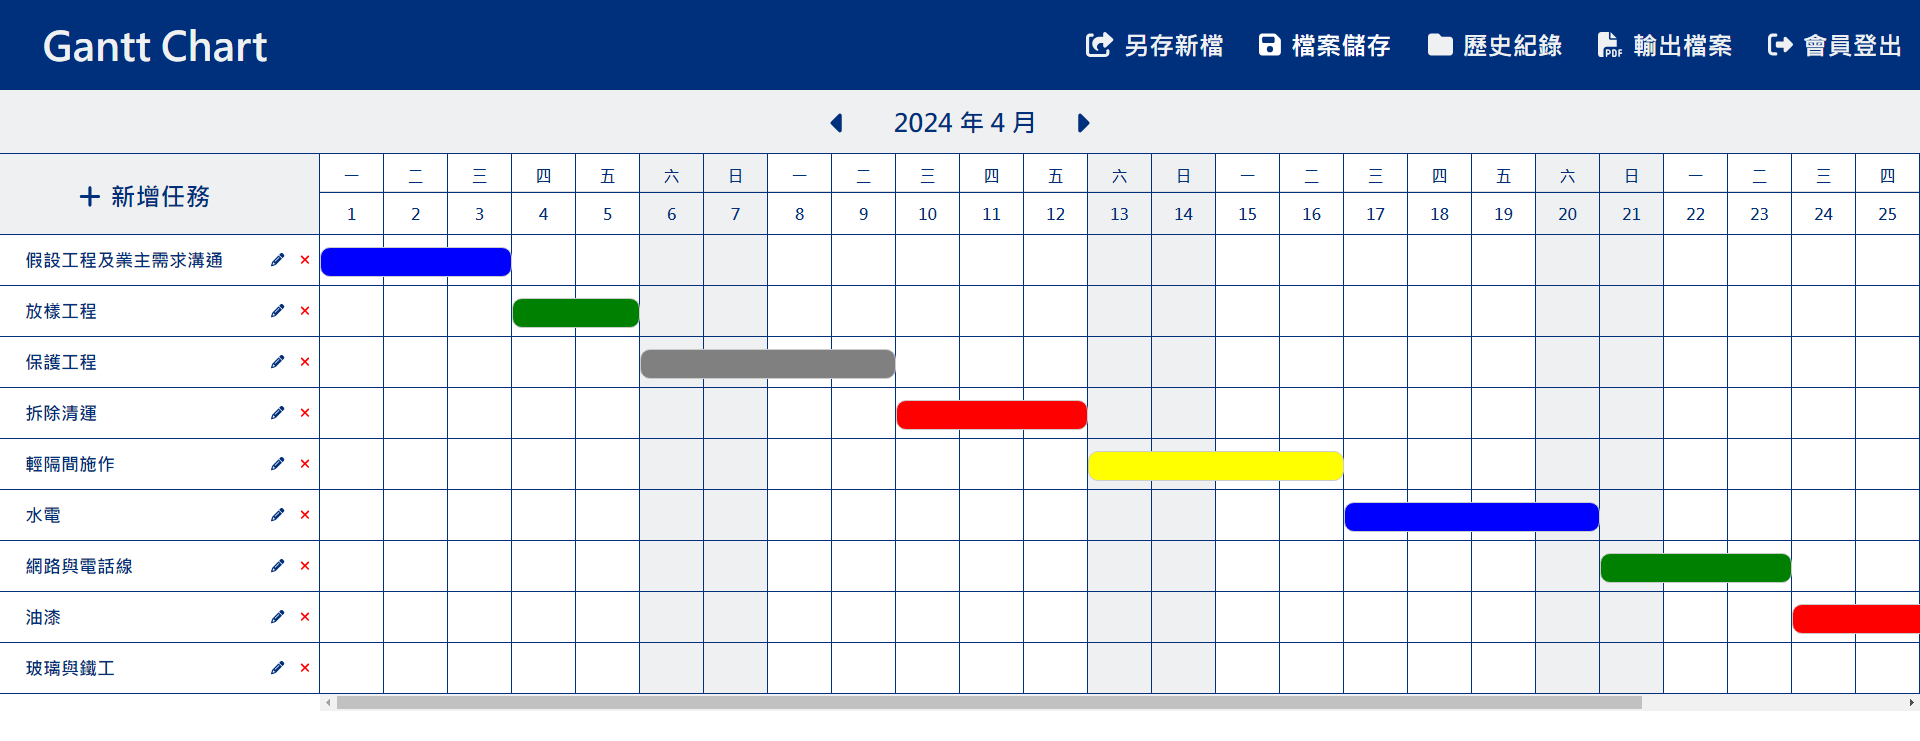 Gantt Chart
另存新檔 檔案儲存 歷史紀錄 輸出檔案 會員登出
2024 年 4 月
新增任務
一 二 三 四 五 六 日 一 二 三 四 五 六 日 一 二 三 四 五 六 日 一 二 三 四
1 2 3 4 5 6 7 8 9 10 11 12 13 14 15 16 17 18 19 20 21 22 23 24 25
假設工程及業主需求溝通
放樣工程
保護工程
拆除清運
輕隔間施作
水電
網路與電話線
油漆
玻璃與鐵工